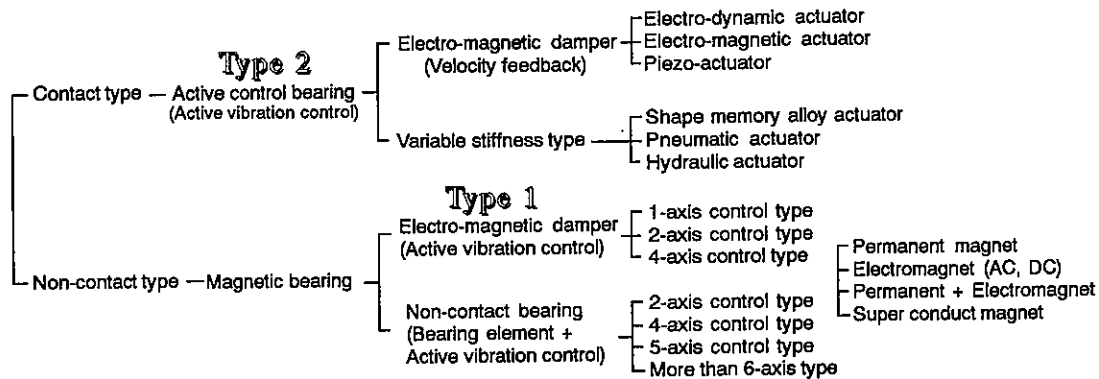 Type 2
Contact type
Active control bearing
(Active vibration control)
Electro-magnetic damper
(Velocity feedback)
Electro-dynamic actuator
Electro-magnetic actuator
Piezo-actuator
Variable stiffness type
Shape memory alloy actuator
Pneumatic actuator
Hydraulic actuator
Type 1
Non-contact type
Magnetic bearing
Electro-magnetic damper
(Active vibration control)
1-axis control type
2-axis control type
4-axis control type
Non-contact bearing
(Bearing element +
Active vibration control)
2-axis control type
4-axis control type
5-axis control type
More than 6-axis type
Permanent magnet
Electromagnet (AC, DC)
Permanent + Electromagnet
Super conduct magnet